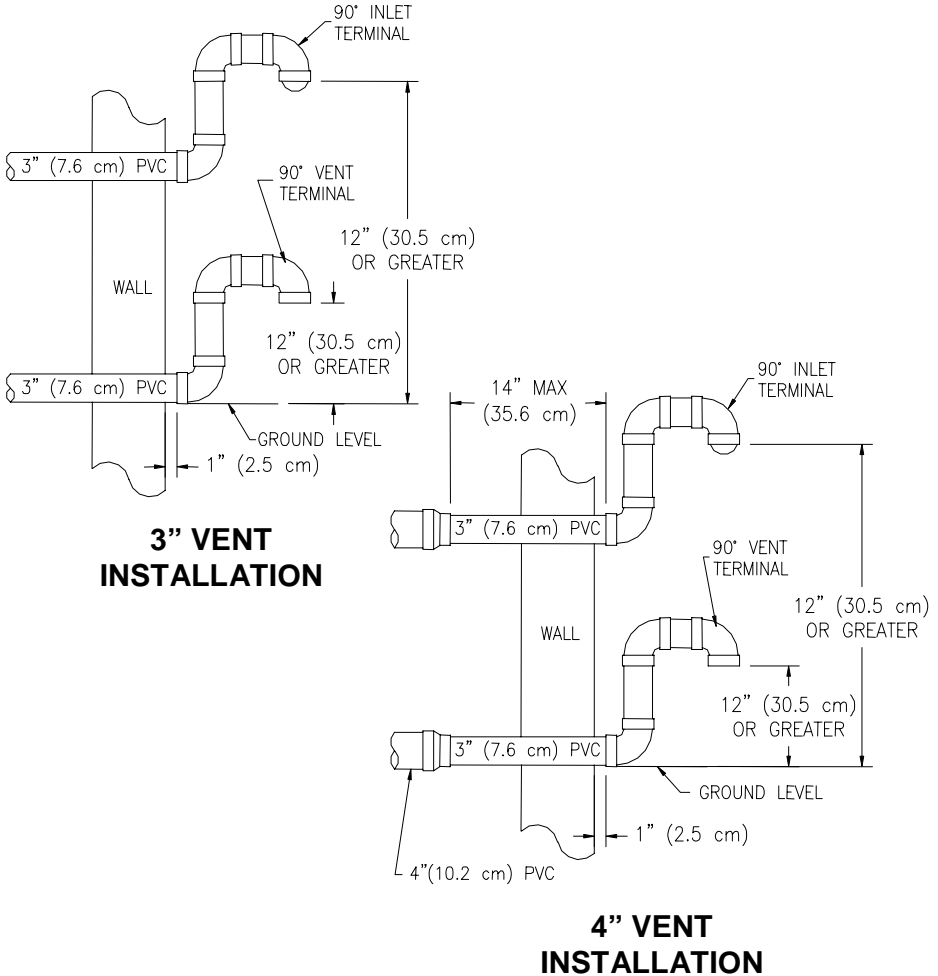 90° INLET
TERMINAL
3" (7.6 cm) PVC
90° VENT
TERMINAL
12" (30.5 cm)
OR GREATER
WALL
12" (30.5 cm)
OR GREATER
3" (7.6 cm) PVC
GROUND LEVEL
1" (2.5 cm)
3” VENT
INSTALLATION
14" MAX
(35.6 cm)
90° INLET
TERMINAL
3" (7.6 cm) PVC
90° VENT
TERMINAL
12" (30.5 cm)
OR GREATER
WALL
12" (30.5 cm)
OR GREATER
3" (7.6 cm) PVC
GROUND LEVEL
1" (2.5 cm)
4"(10.2 cm) PVC
4” VENT
INSTALLATION